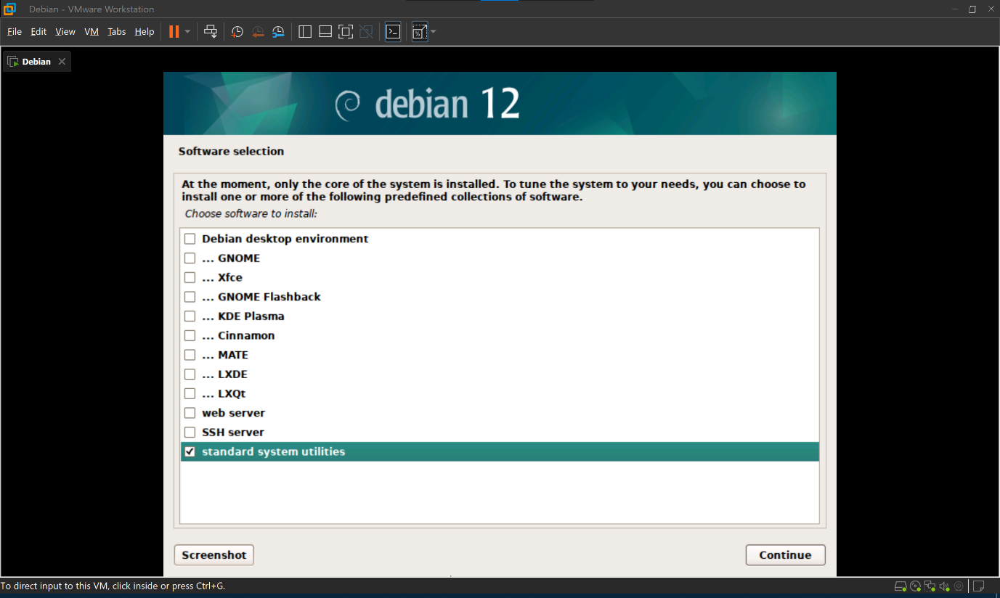 Debian - VMware Workstation
File Edit View VM Tabs Help
Debian
debian 12
Software selection
At the moment, only the core of the system is installed. To tune the system to your needs, you can choose to
install one or more of the following predefined collections of software.
Choose software to install:
Debian desktop environment
... GNOME
... Xfce
... GNOME Flashback
... KDE Plasma
... Cinnamon
... MATE
... LXDE
... LXQt
web server
SSH server
standard system utilities
Screenshot
Continue
To direct input to this VM, click inside or press Ctrl+G.